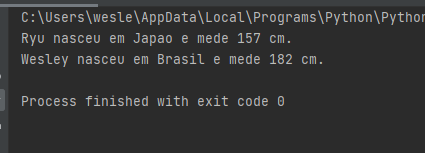 C:\Users\wesle\AppData\Local\Programs\Python\Python
Ryu nasceu em Japao e mede 157 cm.
Wesley nasceu em Brasil e mede 182 cm.
Process finished with exit code 0